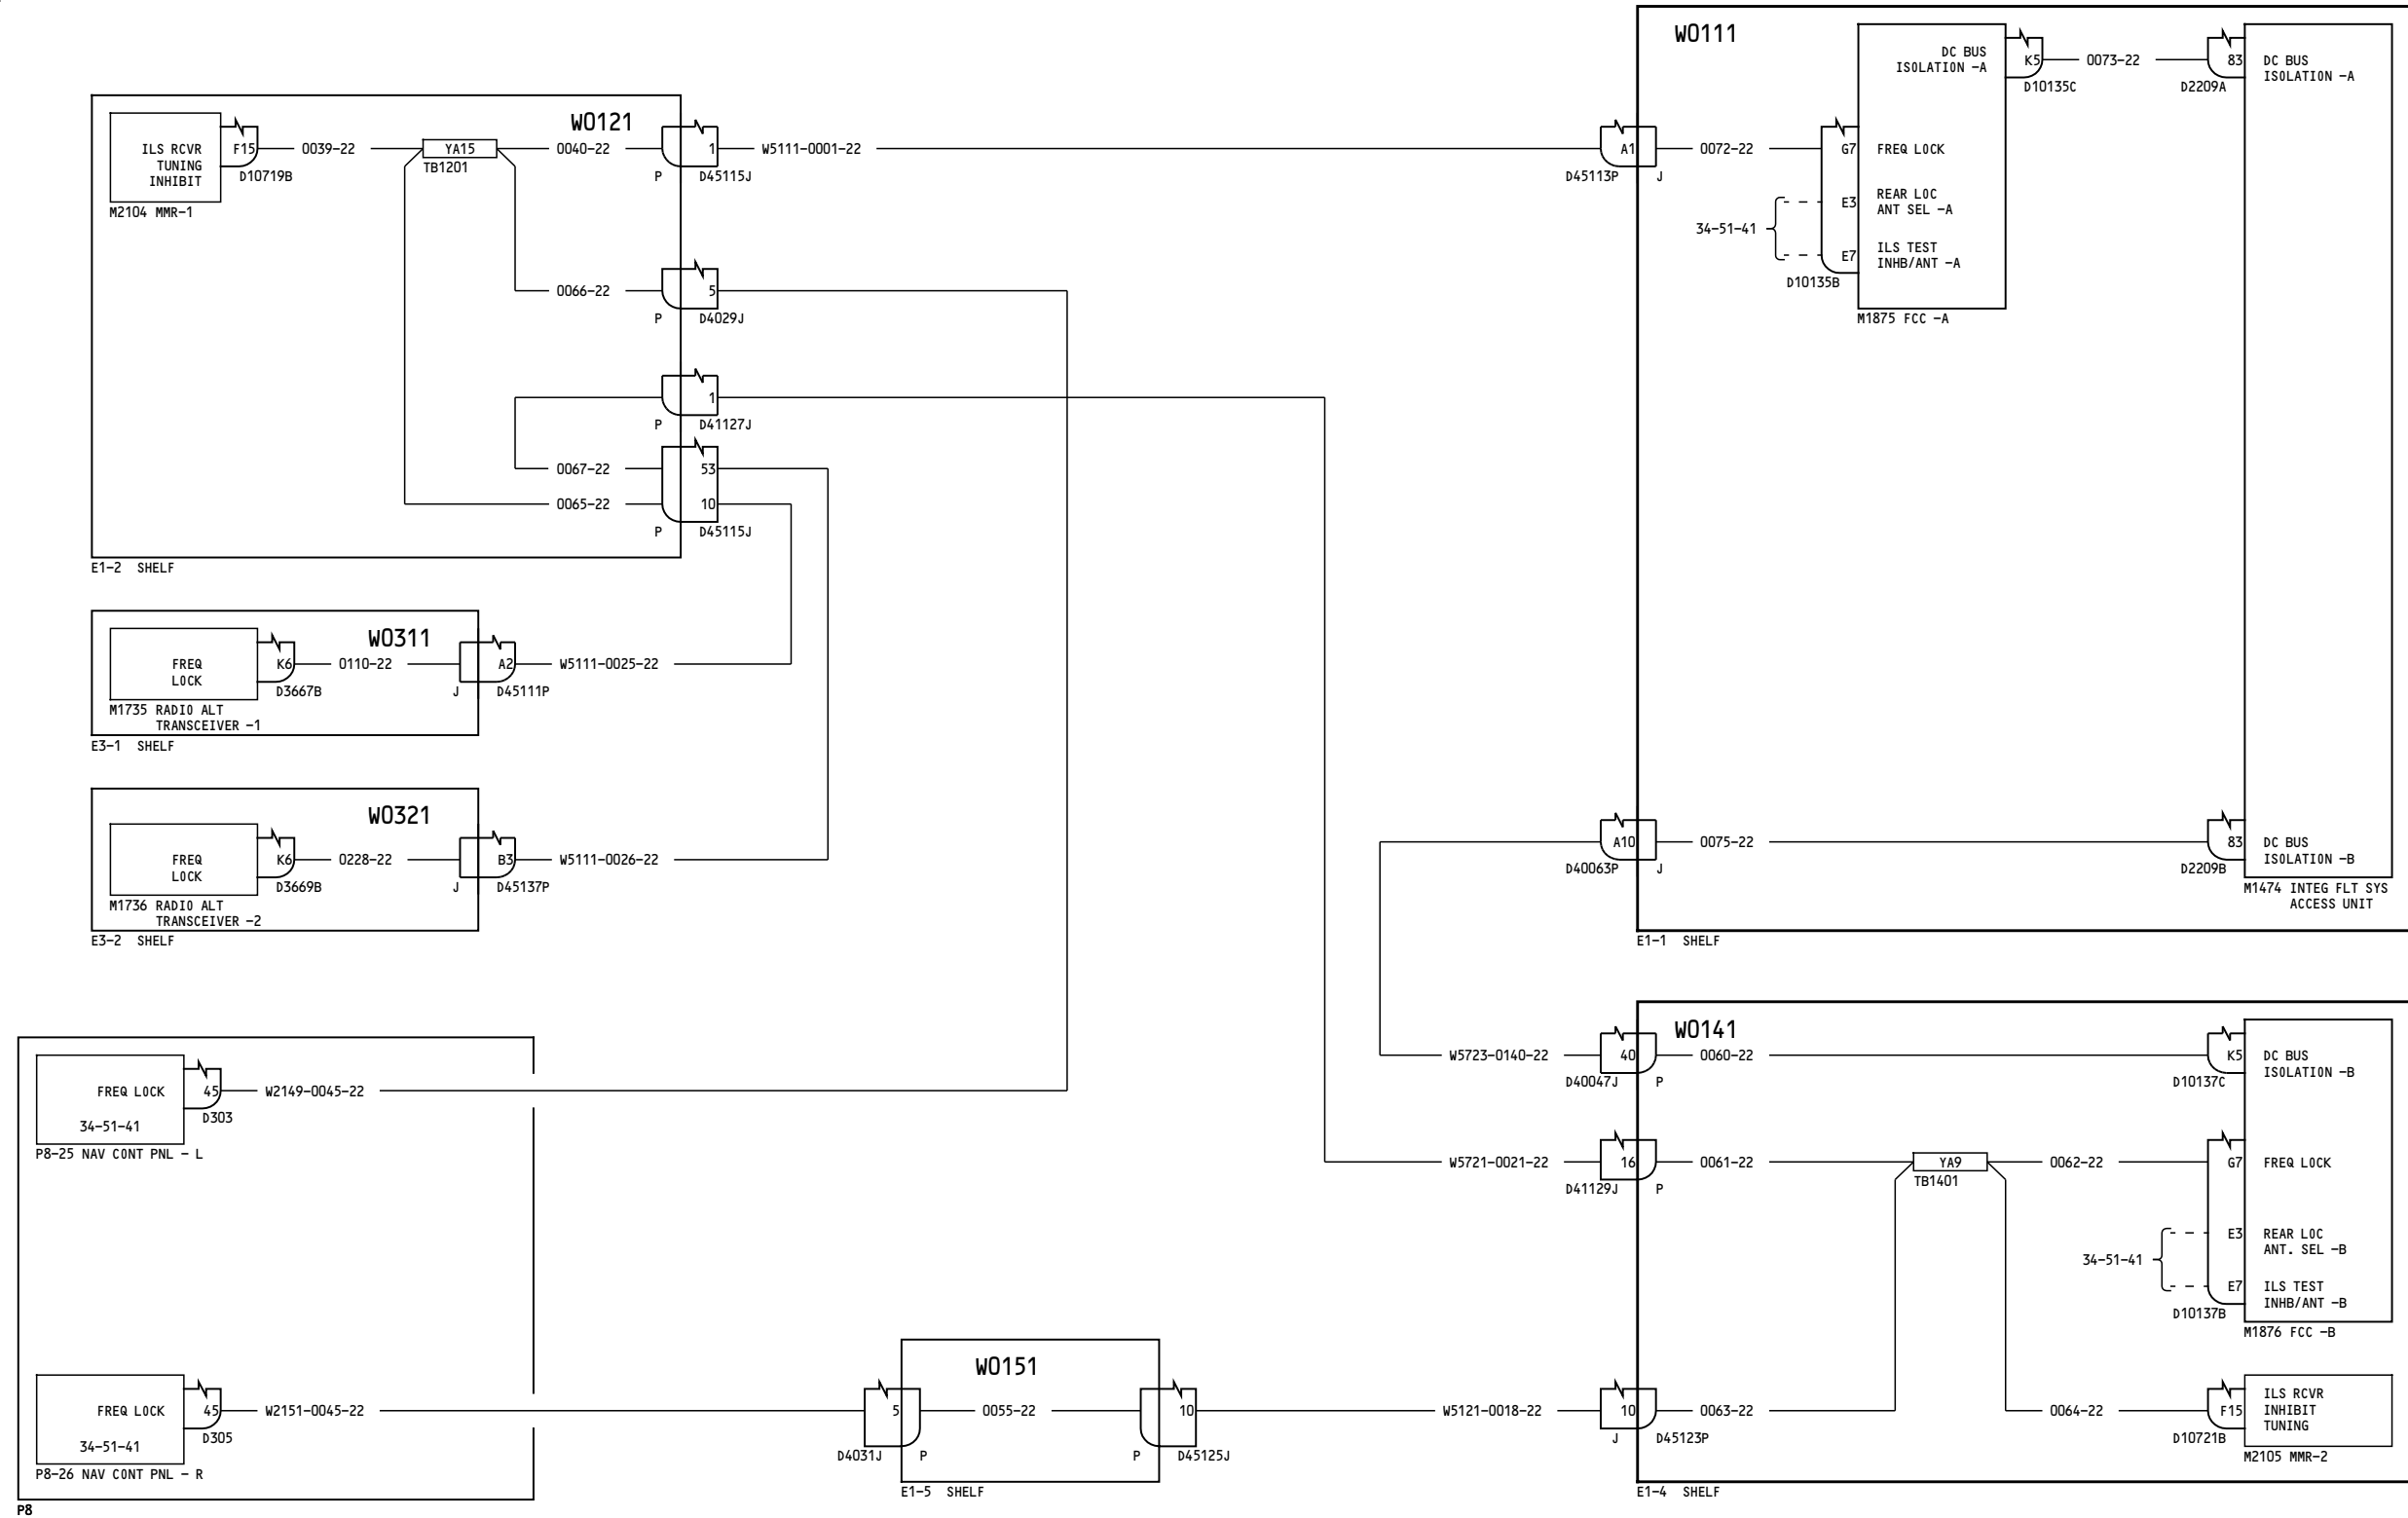 W0121
ILS RCVR
TUNING
INHIBIT
F15
D10719B
M2104 MMR-1
0039-22
YA15
TB1201
0040-22
P
1
D45115J
W5111-0001-22
0066-22
P
5
D4029J
1
P
D41127J
0067-22
53
0065-22
10
P
D45115J
E1-2 SHELF
W0311
FREQ
LOCK
K6
D3667B
0110-22
J
A2
D45111P
W5111-0025-22
M1735 RADIO ALT
TRANSCEIVER -1
E3-1 SHELF
W0321
FREQ
LOCK
K6
D3669B
0228-22
J
B3
D45137P
W5111-0026-22
M1736 RADIO ALT
TRANSCEIVER -2
E3-2 SHELF
FREQ LOCK
34-51-41
45
D303
W2149-0045-22
P8-25 NAV CONT PNL - L
FREQ LOCK
34-51-41
45
D305
W2151-0045-22
P8-26 NAV CONT PNL - R
P8
W0151
5
D4031J
P
0055-22
P
10
D45125J
E1-5 SHELF
W5121-0018-22
W0111
DC BUS
ISOLATION -A
K5
D10135C
0073-22
83
D2209A
DC BUS
ISOLATION -A
A1
D45113P
J
0072-22
G7
FREQ LOCK
E3
REAR LOC
ANT SEL -A
34-51-41
E7
ILS TEST
INHB/ANT -A
D10135B
M1875 FCC -A
A10
D40063P
J
0075-22
83
D2209B
DC BUS
ISOLATION -B
M1474 INTEG FLT SYS
ACCESS UNIT
E1-1 SHELF
W0141
W5723-0140-22
40
D40047J
P
0060-22
K5
D10137C
DC BUS
ISOLATION -B
W5721-0021-22
16
D41129J
P
0061-22
YA9
TB1401
0062-22
G7
FREQ LOCK
34-51-41
E3
REAR LOC
ANT. SEL -B
E7
ILS TEST
INHB/ANT -B
D10137B
M1876 FCC -B
10
J
D45123P
0063-22
0064-22
F15
D10721B
ILS RCVR
INHIBIT
TUNING
M2105 MMR-2
E1-4 SHELF